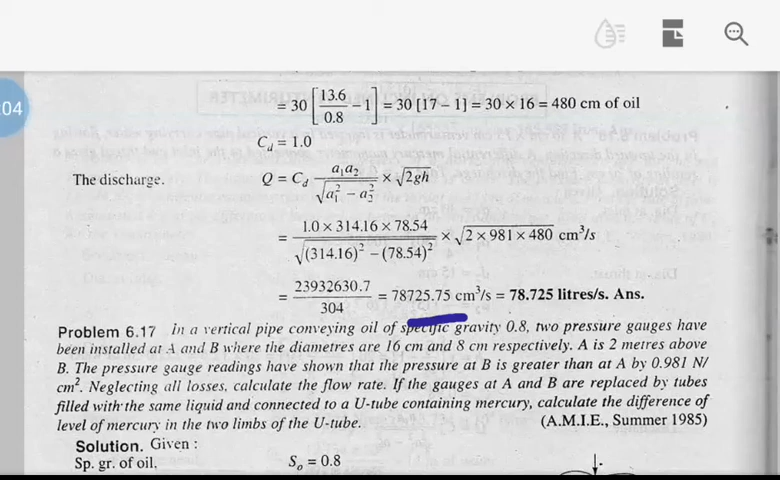 :04
= 30 [13.6/0.8 − 1] = 30 [17 − 1] = 30 × 16 = 480 cm of oil
C_d = 1.0
The discharge. Q = C_d a₁a₂/√(a₁² − a₂²) × √2gh
= 1.0 × 314.16 × 78.54/√((314.16)² − (78.54)²) × √(2 × 981 × 480) cm³/s
= 23932630.7/304 = 78725.75 cm³/s = 78.725 litres/s. Ans.
Problem 6.17 In a vertical pipe conveying oil of specific gravity 0.8, two pressure gauges have
been installed at A and B where the diametres are 16 cm and 8 cm respectively. A is 2 metres above
B. The pressure gauge readings have shown that the pressure at B is greater than at A by 0.981 N/
cm². Neglecting all losses, calculate the flow rate. If the gauges at A and B are replaced by tubes
filled with the same liquid and connected to a U-tube containing mercury, calculate the difference of
level of mercury in the two limbs of the U-tube. (A.M.I.E., Summer 1985)
Solution. Given :
Sp. gr. of oil, S_o = 0.8